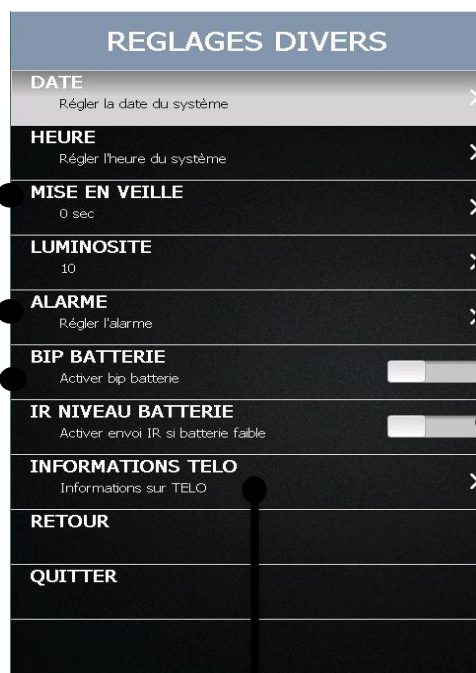 REGLAGES DIVERS
DATE
Régler la date du système
HEURE
Régler l'heure du système
MISE EN VEILLE
0 sec
LUMINOSITE
10
ALARME
Régler l'alarme
BIP BATTERIE
Activer bip batterie
IR NIVEAU BATTERIE
Activer envoi IR si batterie faible
INFORMATIONS TELO
Informations sur TELO
RETOUR
QUITTER